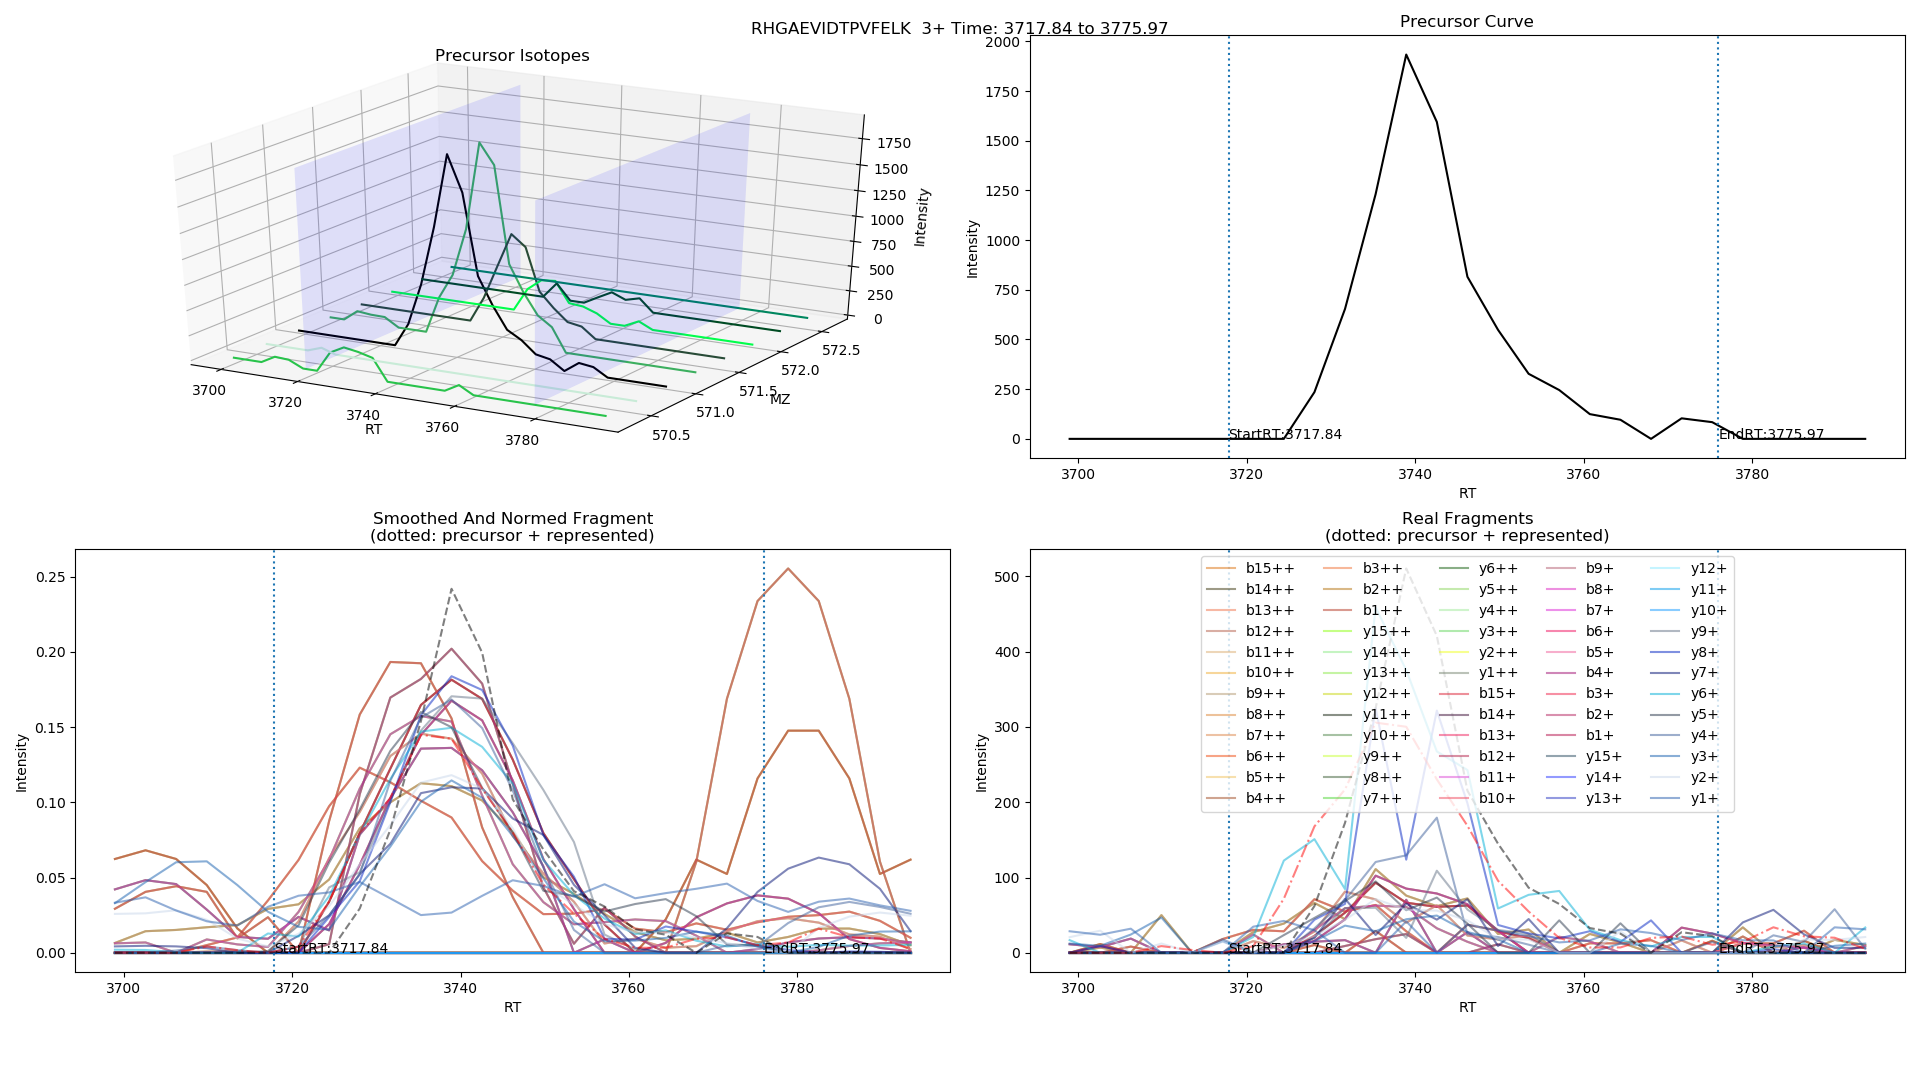 RHGAEVIDTPVFELK  3+ Time: 3717.84 to 3775.97
Precursor Isotopes
1750
1500
1250
1000
750
500
250
0
Intensity
3700
3720
3740
3760
3780
RT
570.5
571.0
571.5
572.0
572.5
MZ
Precursor Curve
2000
1750
1500
1250
1000
750
500
250
0
Intensity
StartRT:3717.84
EndRT:3775.97
3700
3720
3740
3760
3780
RT
Smoothed And Normed Fragment
(dotted: precursor + represented)
0.25
0.20
0.15
0.10
0.05
0.00
Intensity
StartRT:3717.84
EndRT:3775.97
3700
3720
3740
3760
3780
RT
Real Fragments
(dotted: precursor + represented)
500
400
300
200
100
0
Intensity
b15++
b14++
b13++
b12++
b11++
b10++
b9++
b8++
b7++
b6++
b5++
b4++
b3++
b2++
b1++
y15++
y14++
y13++
y12++
y11++
y10++
y9++
y8++
y7++
y6++
y5++
y4++
y3++
y2++
y1++
b15+
b14+
b13+
b12+
b11+
b10+
b9+
b8+
b7+
b6+
b5+
b4+
b3+
b2+
b1+
y15+
y14+
y13+
y12+
y11+
y10+
y9+
y8+
y7+
y6+
y5+
y4+
y3+
y2+
y1+
StartRT:3717.84
EndRT:3775.97
3700
3720
3740
3760
3780
RT